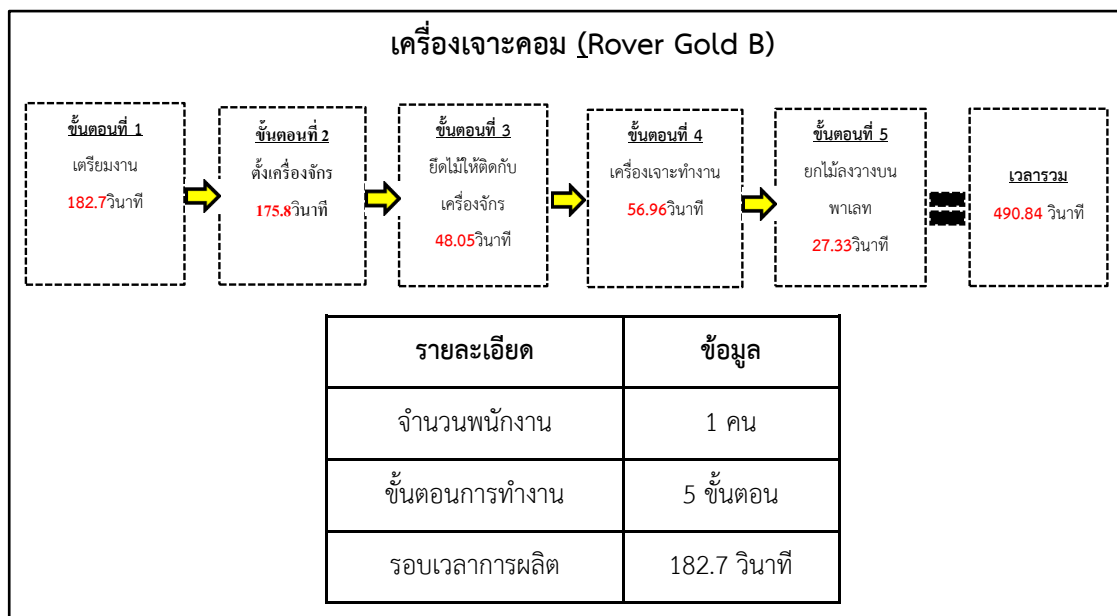 เครื่องเจาะคอม (Rover Gold B)
ขั้นตอนที่ 1
เตรียมงาน
182.7วินาที
ขั้นตอนที่ 2
ตั้งเครื่องจักร
175.8วินาที
ขั้นตอนที่ 3
ยึดไม้ให้ติดกับ
เครื่องจักร
48.05วินาที
ขั้นตอนที่ 4
เครื่องเจาะทำงาน
56.96วินาที
ขั้นตอนที่ 5
ยกไม้ลงวางบน
พาเลท
27.33วินาที
เวลารวม
490.84 วินาที
รายละเอียด ข้อมูล
จำนวนพนักงาน 1 คน
ขั้นตอนการทำงาน 5 ขั้นตอน
รอบเวลาการผลิต 182.7 วินาที